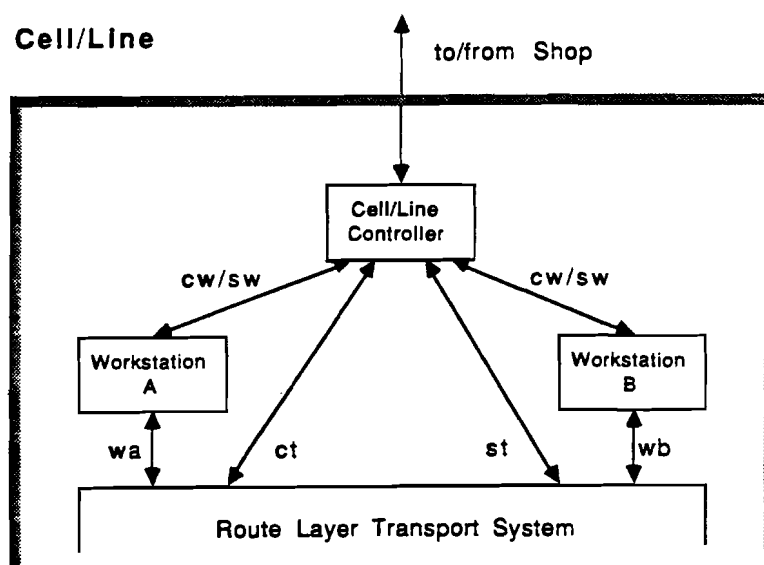 Cell/Line
to/from Shop
Cell/Line
Controller
cw/sw
cw/sw
Workstation
A
Workstation
B
wa
ct
st
wb
Route Layer Transport System